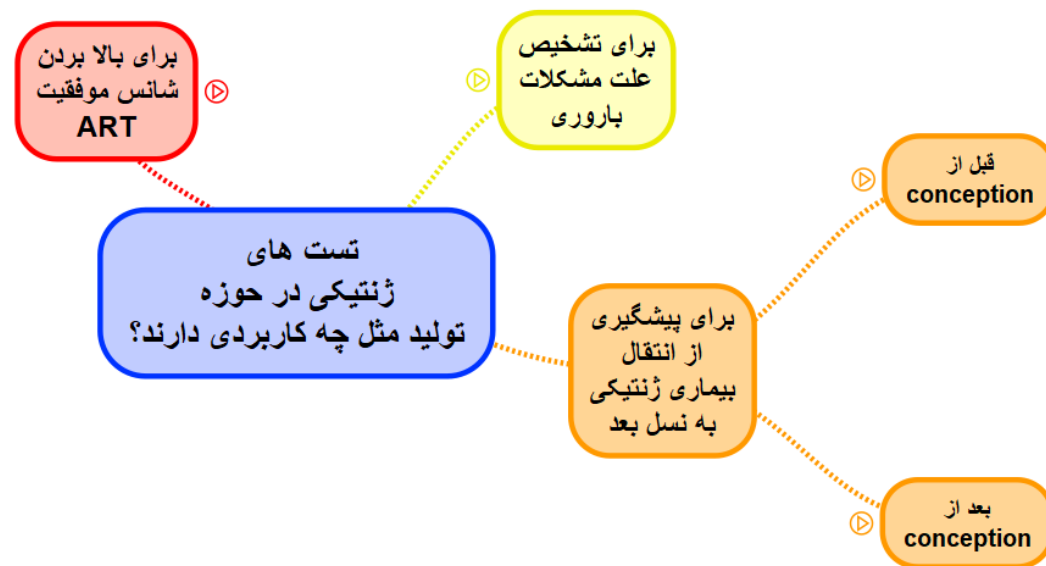 برای بالا بردن
شانس موفقیت
ART
برای تشخیص
علت مشکلات
باروری
تست های
ژنتیکی در حوزه
تولید مثل چه کاربردی دارند؟
برای پیشگیری
از انتقال
بیماری ژنتیکی
به نسل بعد
قبل از
conception
بعد از
conception